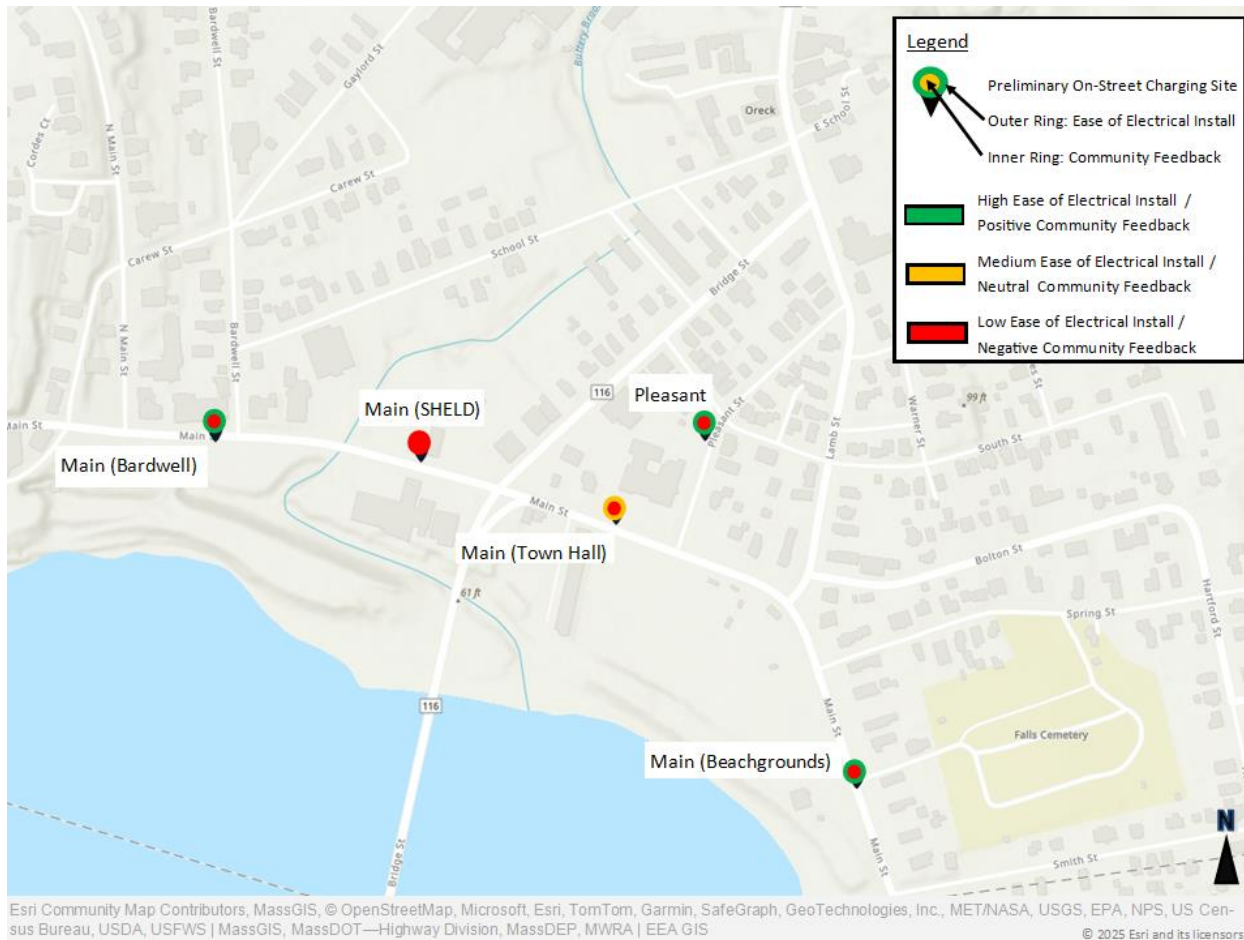 Bardwell St
Gaylord St
Buttery Brook
Legend
Preliminary On-Street Charging Site
Outer Ring: Ease of Electrical Install
Inner Ring: Community Feedback
High Ease of Electrical Install /
Positive Community Feedback
Medium Ease of Electrical Install /
Neutral Community Feedback
Low Ease of Electrical Install /
Negative Community Feedback
Cordes Ct
N Main St
Oreck
E School St
Carew St
School St
Carew St
Bridge St
N Main St
Bardwell St
116
Pleasant
Main (SHELD)
99 ft
Warner St
Main St
Main
Main (Bardwell)
Pleasant St
Lamb St
South St
Main St
Main (Town Hall)
Bolton St
61 ft
Spring St
Hartford St
116
Main St
Falls Cemetery
Main (Beachgrounds)
N
Main St
Smith St
Bridge St
Esri Community Map Contributors, MassGIS, © OpenStreetMap, Microsoft, Esri, TomTom, Garmin, SafeGraph, GeoTechnologies, Inc., MET/NASA, USGS, EPA, NPS, US Cen-
sus Bureau, USDA, USFWS | MassGIS, MassDOT—Highway Division, MassDEP, MWRA | EEA GIS
© 2025 Esri and its licensors